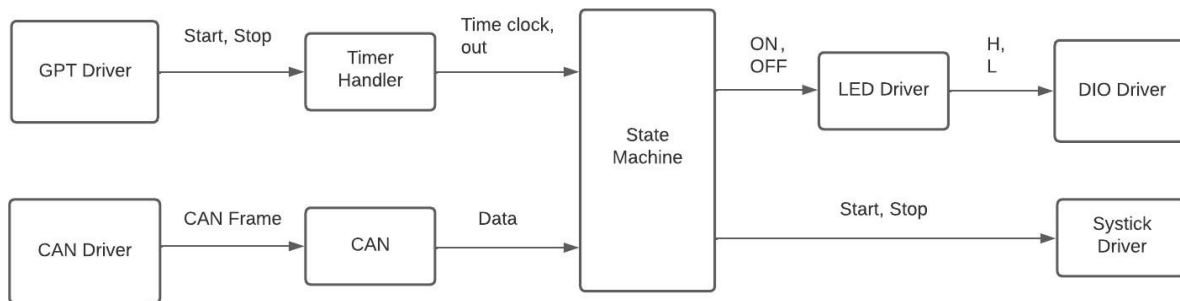 GPT Driver
Start, Stop
Timer
Handler
Time clock,
out
State
Machine
ON,
OFF
LED Driver
H,
L
DIO Driver
CAN Driver
CAN Frame
CAN
Data
Start, Stop
Systick
Driver